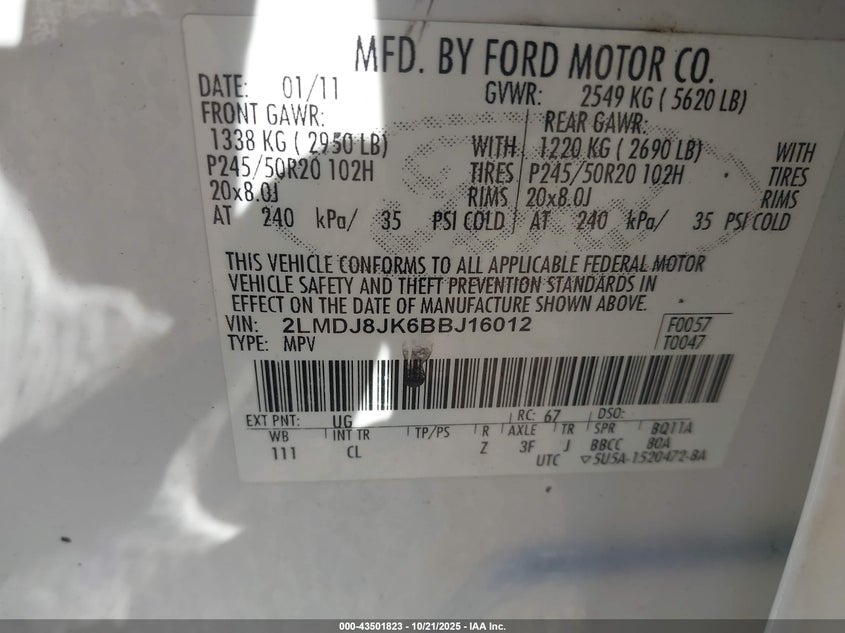 MFD. BY FORD MOTOR CO.
DATE: 01/11 GVWR: 2549 KG ( 5620 LB)
FRONT GAWR: REAR GAWR:
1338 KG ( 2950 LB) WITH 1220 KG ( 2690 LB) WITH
P245/50R20 102H TIRES P245/50R20 102H TIRES
20x8.0J RIMS 20x8.0J RIMS
AT 240 kPa/ 35 PSI COLD AT 240 kPa/ 35 PSI COLD
THIS VEHICLE CONFORMS TO ALL APPLICABLE FEDERAL MOTOR
VEHICLE SAFETY AND THEFT PREVENTION STANDARDS IN
EFFECT ON THE DATE OF MANUFACTURE SHOWN ABOVE.
VIN: 2LMDJ8JK6BBJ16012 F0057
TYPE: MPV T0047
EXT PNT: UG RC: 67 DSO:
WB INT TR TP/PS R AXLE TR SPR BQ11A
111 CL Z 3F J BBCC 80A
UTC ▽5U5A-1520472-BA
000-43501823 - 10/21/2025 - IAA Inc.